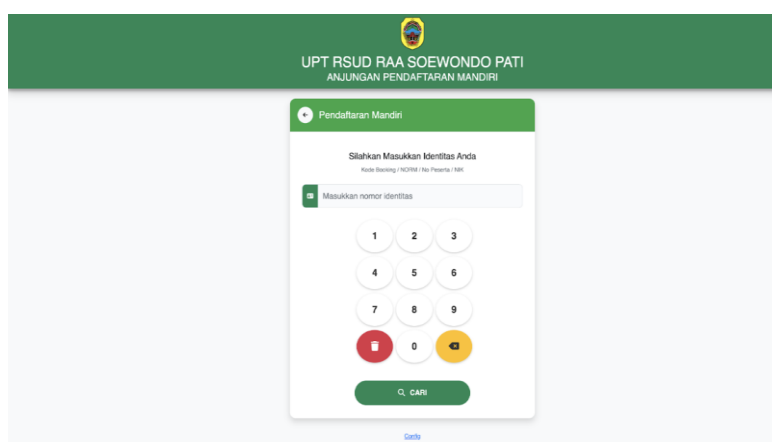 UPT RSUD RAA SOEWONDO PATI
ANJUNGAN PENDAFTARAN MANDIRI
Pendaftaran Mandiri
Silahkan Masukkan Identitas Anda
Kode Booking / NORM / No Peserta / NIK
Masukkan nomor identitas
1 2 3
4 5 6
7 8 9
0
CARI